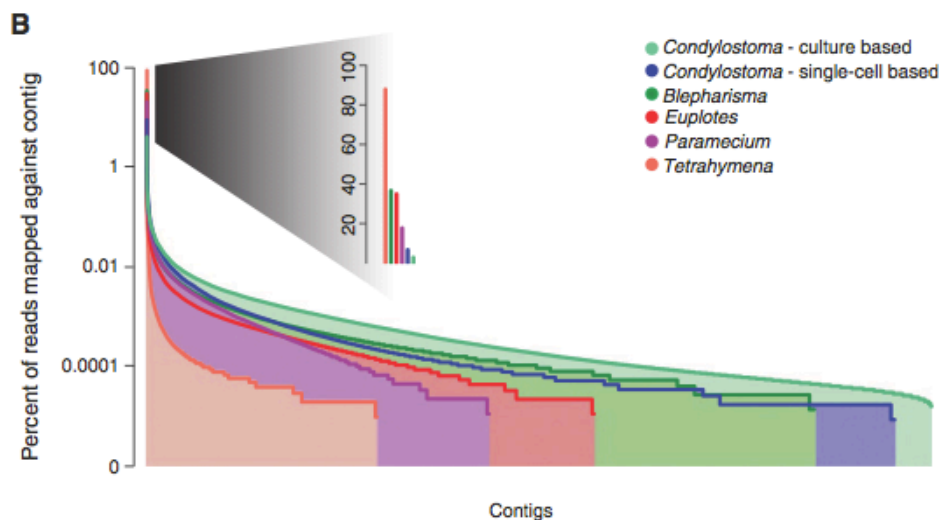 B
Percent of reads mapped against contig
100
1
0.01
0.0001
0
100
80
60
40
20
Condylostoma - culture based
Condylostoma - single-cell based
Blepharisma
Euplotes
Paramecium
Tetrahymena
Contigs